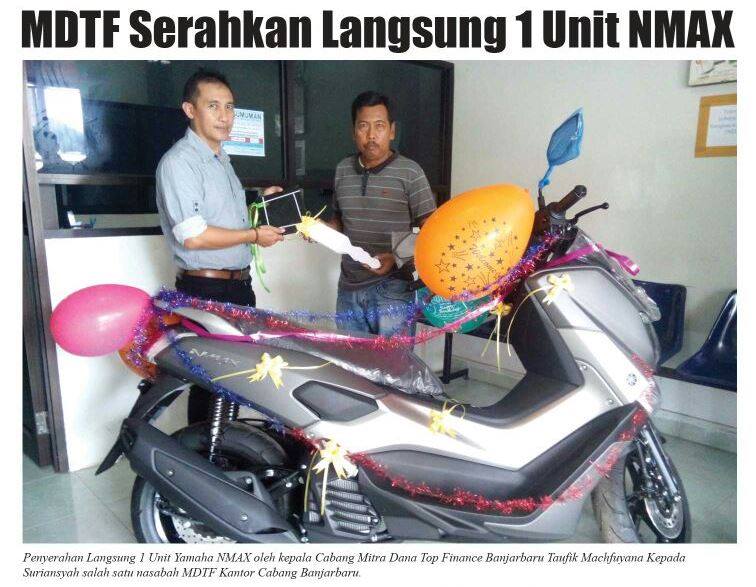 MDTF Serahkan Langsung 1 Unit NMAX
NMAX
Penyerahan Langsung 1 Unit Yamaha NMAX oleh kepala Cabang Mitra Dana Top Finance Banjarbaru Taufik Machfuyana Kepada
Suriansyah salah satu nasabah MDTF Kantor Cabang Banjarbaru.